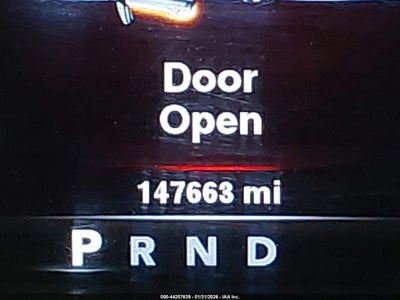 Door
Open
147663 mi
P R N D
000-44257639 - 01/31/2026 - IAA Inc.